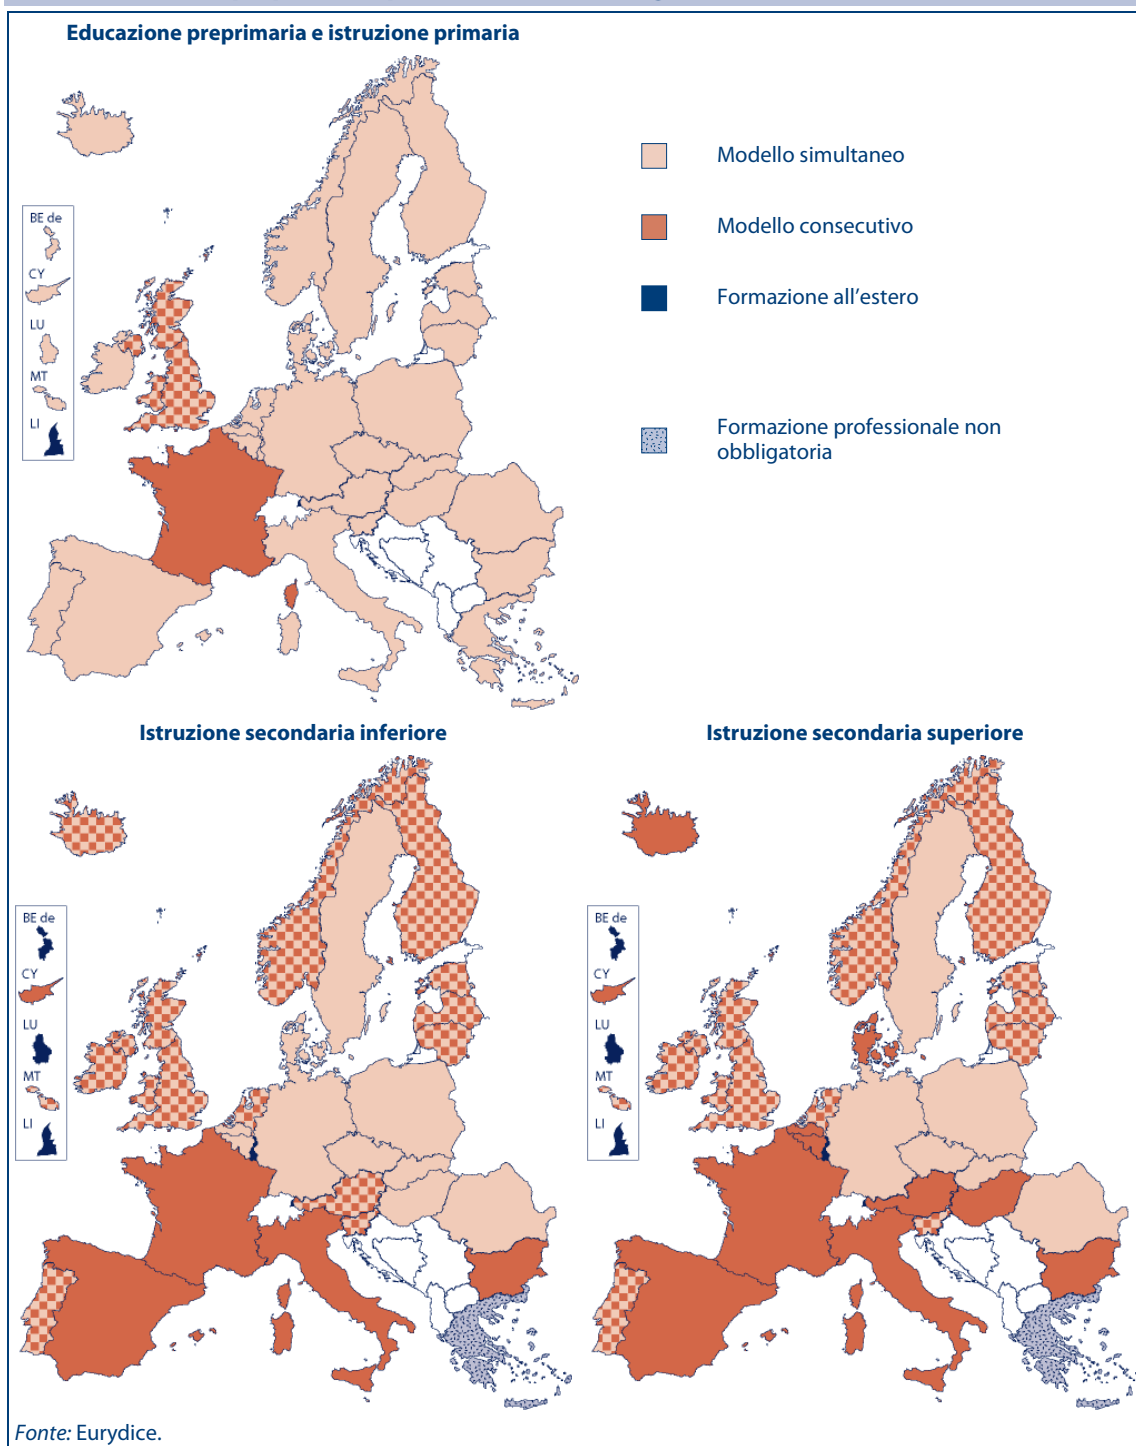 Educazione preprimaria e istruzione primaria
Modello simultaneo
Modello consecutivo
Formazione all'estero
Formazione professionale non
obbligatoria
BE de
CY
LU
MT
LI
Istruzione secondaria inferiore
BE de
CY
LU
MT
LI
Istruzione secondaria superiore
BE de
CY
LU
MT
LI
Fonte: Eurydice.